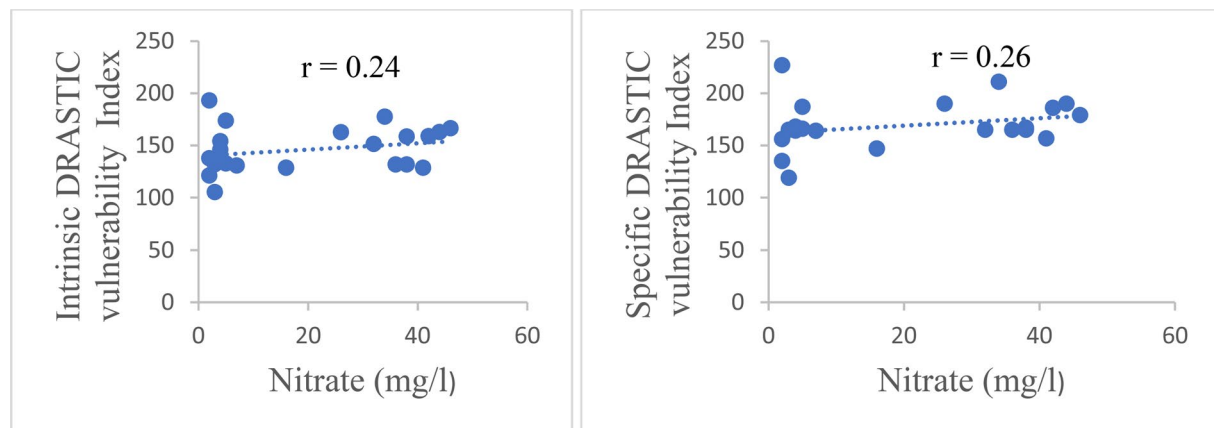 Intrinsic DRASTIC
vulnerability Index
250
200
150
100
50
0
r = 0.24
0
20
40
60
Nitrate (mg/l)
Specific DRASTIC
vulnerability Index
250
200
150
100
50
0
r = 0.26
0
20
40
60
Nitrate (mg/l)